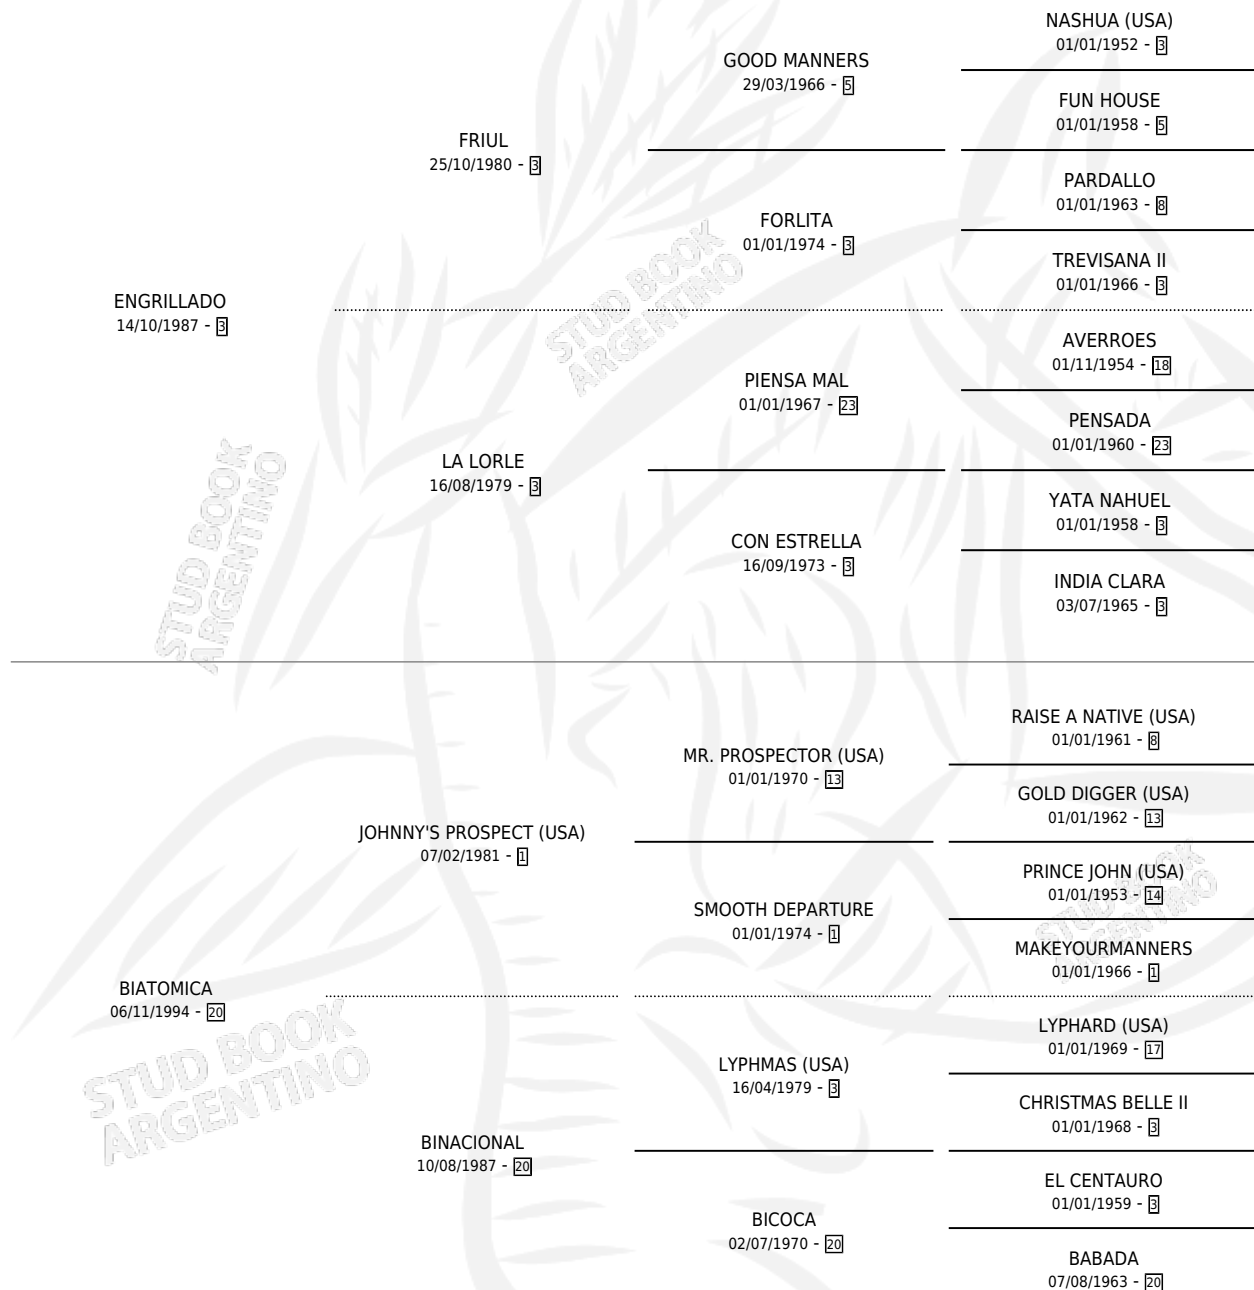 NASHUA (USA)
01/01/1952 - 3
GOOD MANNERS
29/03/1966 - 5
FUN HOUSE
01/01/1958 - 5
FRIUL
25/10/1980 - 3
PARDALLO
01/01/1963 - 8
FORLITA
01/01/1974 - 3
TREVISANA II
01/01/1966 - 3
ENGRILLADO
14/10/1987 - 3
AVERROES
01/11/1954 - 18
PIENSA MAL
01/01/1967 - 23
PENSADA
01/01/1960 - 23
LA LORLE
16/08/1979 - 3
YATA NAHUEL
01/01/1958 - 3
CON ESTRELLA
16/09/1973 - 3
INDIA CLARA
03/07/1965 - 3
RAISE A NATIVE (USA)
01/01/1961 - 8
MR. PROSPECTOR (USA)
01/01/1970 - 13
GOLD DIGGER (USA)
01/01/1962 - 13
JOHNNY'S PROSPECT (USA)
07/02/1981 - 1
PRINCE JOHN (USA)
01/01/1953 - 14
SMOOTH DEPARTURE
01/01/1974 - 1
MAKEYOURMANNERS
01/01/1966 - 1
BIATOMICA
06/11/1994 - 20
LYPHARD (USA)
01/01/1969 - 17
LYPHMAS (USA)
16/04/1979 - 3
CHRISTMAS BELLE II
01/01/1968 - 3
BINACIONAL
10/08/1987 - 20
EL CENTAURO
01/01/1959 - 3
BICOCA
02/07/1970 - 20
BABADA
07/08/1963 - 20
STUD BOOK
ARGENTINO
STUD BOOK
ARGENTINO
STUD BOOK
ARGENTINO
STUD BOOK
ARGENTINO